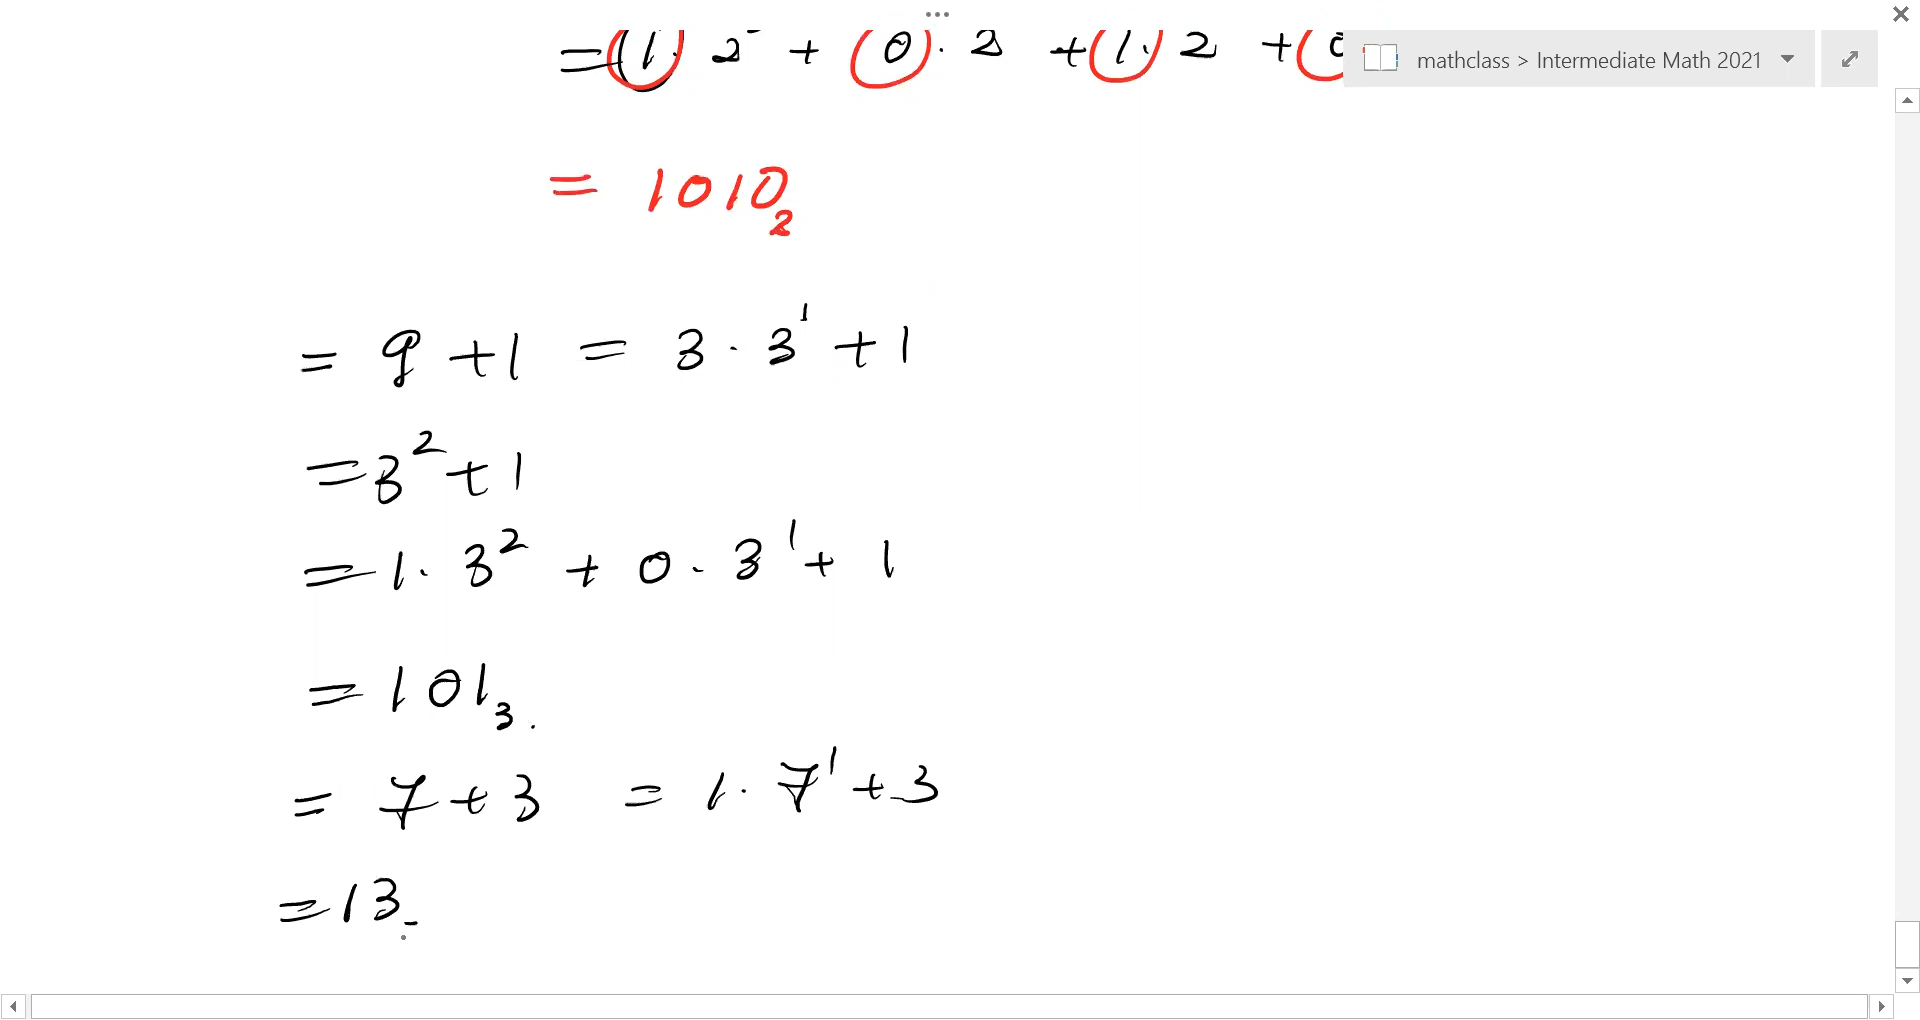 =(1.) 2 + (0). 2 + (1.) 2 + (
mathclass > Intermediate Math 2021
= 1010₂
= 9 + 1 = 3 . 3¹ + 1
= 3² + 1
= 1 . 3² + 0 . 3¹ + 1
= 101₃.
= 7 + 3 = 1 . 7¹ + 3
= 13